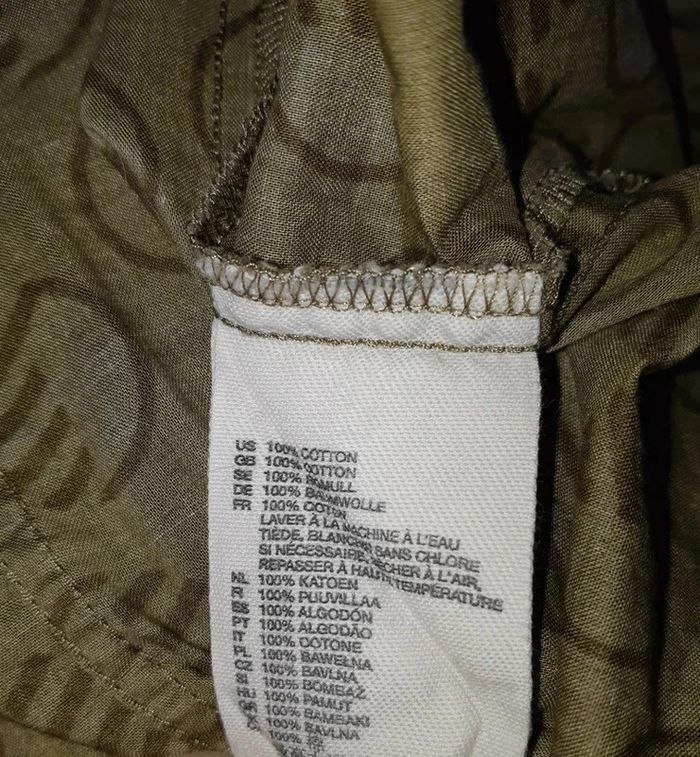 US 100% COTTON
GB 100% COTTON
SE 100% BOMULL
DE 100% BAUMWOLLE
FR 100% COTON
LAVER À LA MACHINE À L'EAU
TIÈDE, BLANCHIR SANS CHLORE
SI NÉCESSAIRE, SÉCHER À L'AIR,
REPASSER À HAUTE TEMPÉRATURE
NL 100% KATOEN
100% PUUVILLAA
ES 100% ALGODÓN
PT 100% ALGODÃO
IT 100% COTONE
PL 100% BAWEŁNA
CZ 100% BAVLNA
SI 100% BOMBAŽ
HU 100% PAMUT
GR 100% BAMBAKI
100% BAVLNA